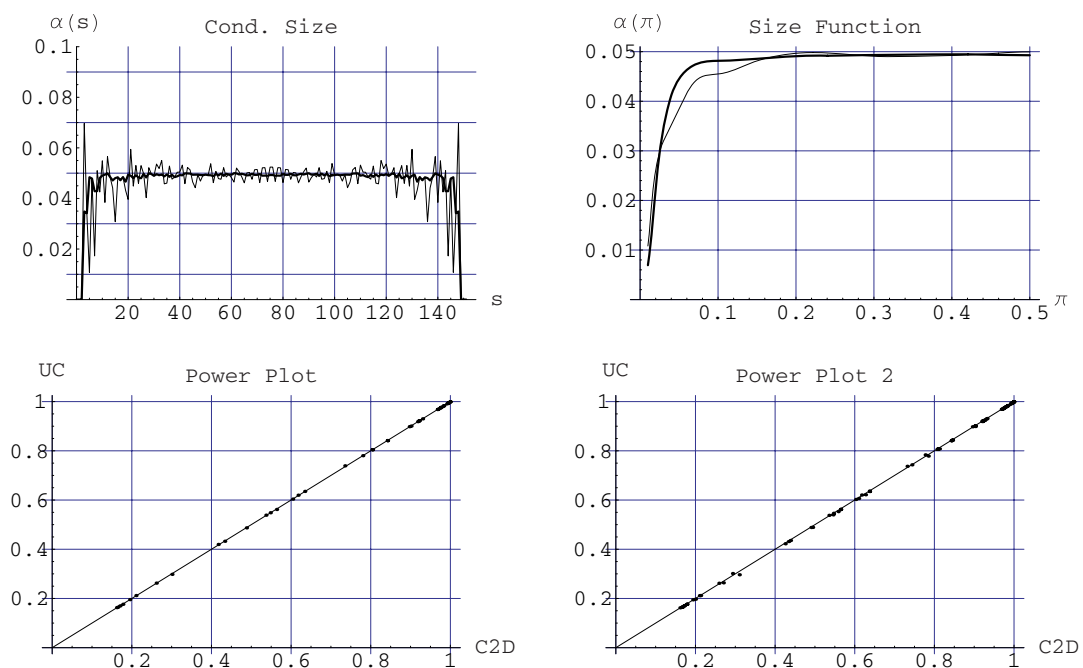 α(s)
Cond. Size
0.1
0.08
0.06
0.04
0.02
20 40 60 80 100 120 140
s
α(π)
Size Function
0.05
0.04
0.03
0.02
0.01
0.1 0.2 0.3 0.4 0.5
π
UC
Power Plot
1
0.8
0.6
0.4
0.2
0.2 0.4 0.6 0.8 1
C2D
UC
Power Plot 2
1
0.8
0.6
0.4
0.2
0.2 0.4 0.6 0.8 1
C2D